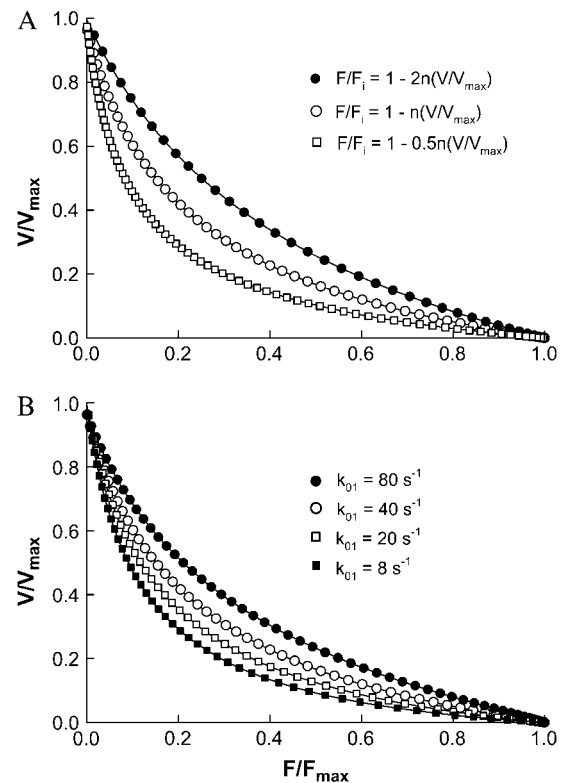 A
1.0
0.8
0.6
0.4
0.2
0.0
V/Vmax
F/Fi = 1 - 2n(V/Vmax)
F/Fi = 1 - n(V/Vmax)
F/Fi = 1 - 0.5n(V/Vmax)
0.0 0.2 0.4 0.6 0.8 1.0
B
1.0
0.8
0.6
0.4
0.2
0.0
V/Vmax
k01 = 80 s-1
k01 = 40 s-1
k01 = 20 s-1
k01 = 8 s-1
0.0 0.2 0.4 0.6 0.8 1.0
F/Fmax